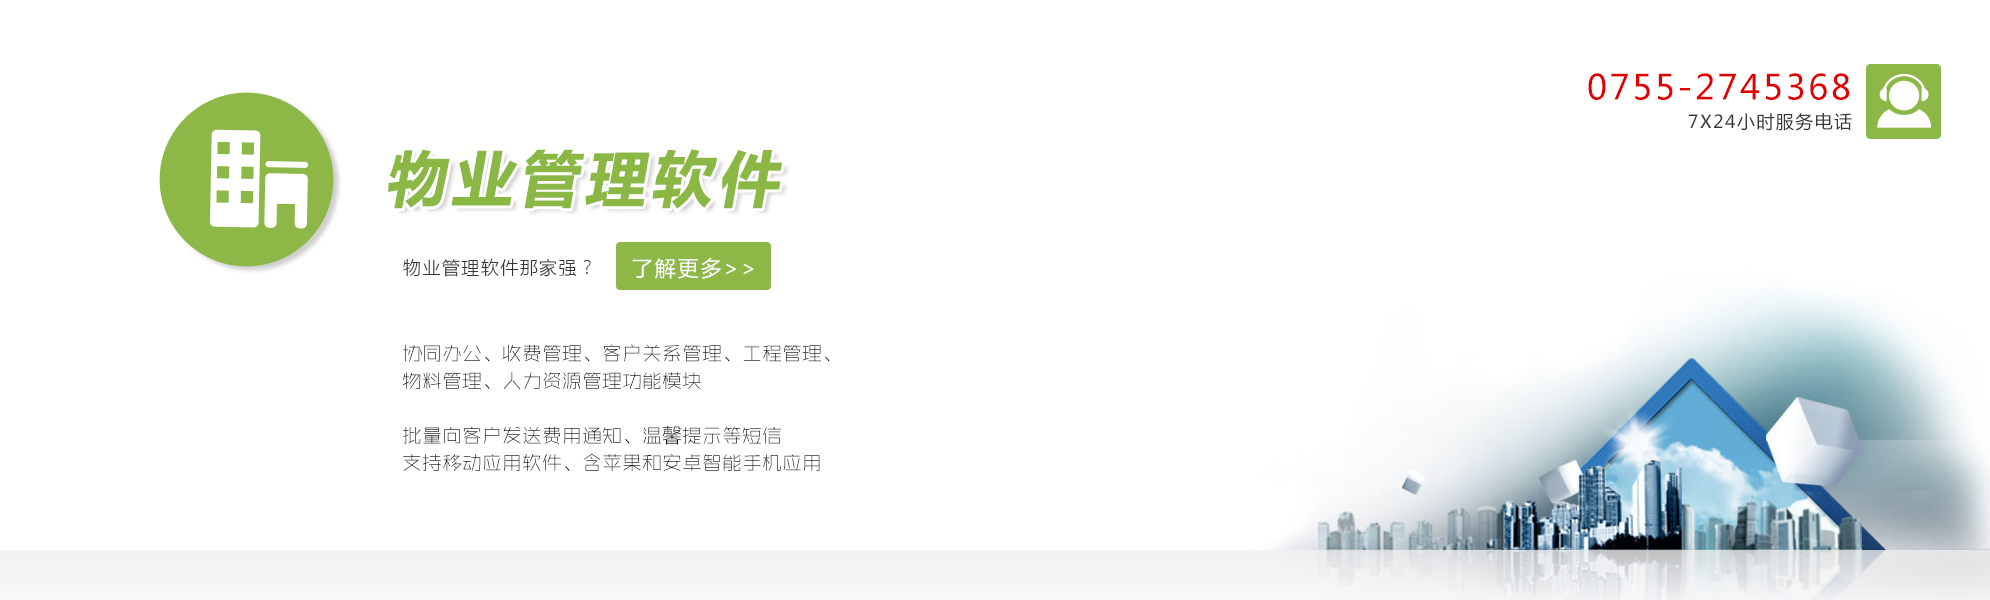 0755-2745368
7X24小时服务电话
物业管理软件
物业管理软件那家强？
了解更多>>
协同办公、收费管理、客户关系管理、工程管理、
物料管理、人力资源管理功能模块
批量向客户发送费用通知、温馨提示等短信
支持移动应用软件、含苹果和安卓智能手机应用